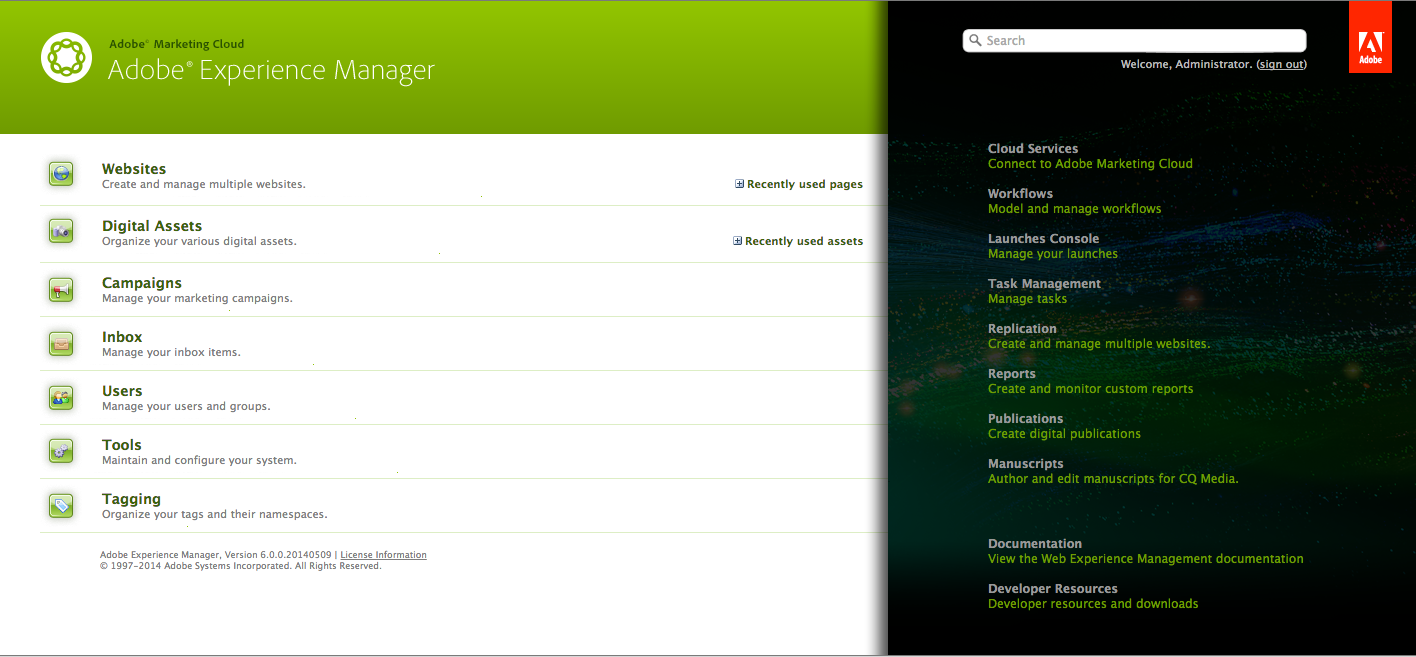 Adobe® Marketing Cloud
Adobe® Experience Manager
Search
Welcome, Administrator. (sign out)
Adobe
Websites
Create and manage multiple websites.
Recently used pages
Digital Assets
Organize your various digital assets.
Recently used assets
Campaigns
Manage your marketing campaigns.
Inbox
Manage your inbox items.
Users
Manage your users and groups.
Tools
Maintain and configure your system.
Tagging
Organize your tags and their namespaces.
Adobe Experience Manager, Version 6.0.0.20140509 | License Information
© 1997-2014 Adobe Systems Incorporated. All Rights Reserved.
Cloud Services
Connect to Adobe Marketing Cloud
Workflows
Model and manage workflows
Launches Console
Manage your launches
Task Management
Manage tasks
Replication
Create and manage multiple websites.
Reports
Create and monitor custom reports
Publications
Create digital publications
Manuscripts
Author and edit manuscripts for CQ Media.
Documentation
View the Web Experience Management documentation
Developer Resources
Developer resources and downloads